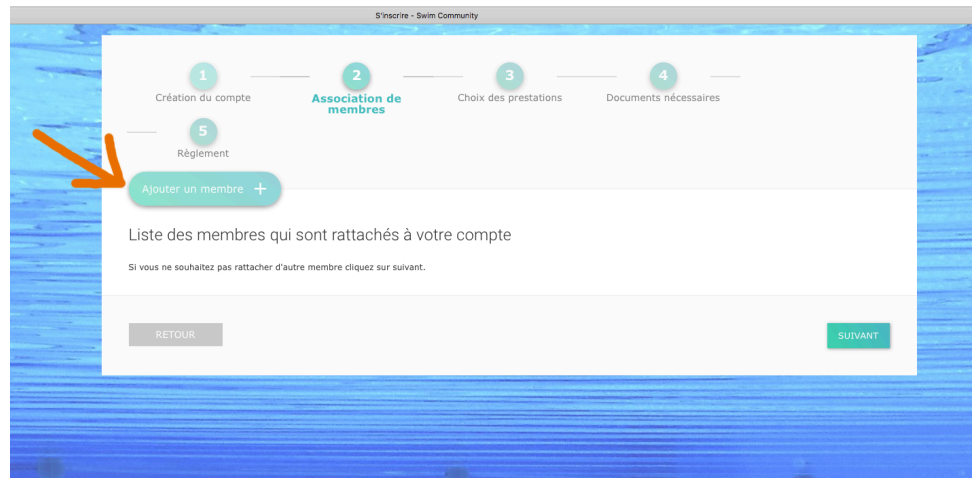 S'inscrire - Swim Community
1
2
3
4
Création du compte
Association de
membres
Choix des prestations
Documents nécessaires
5
Règlement
Ajouter un membre +
Liste des membres qui sont rattachés à votre compte
Si vous ne souhaitez pas rattacher d'autre membre cliquez sur suivant.
RETOUR
SUIVANT